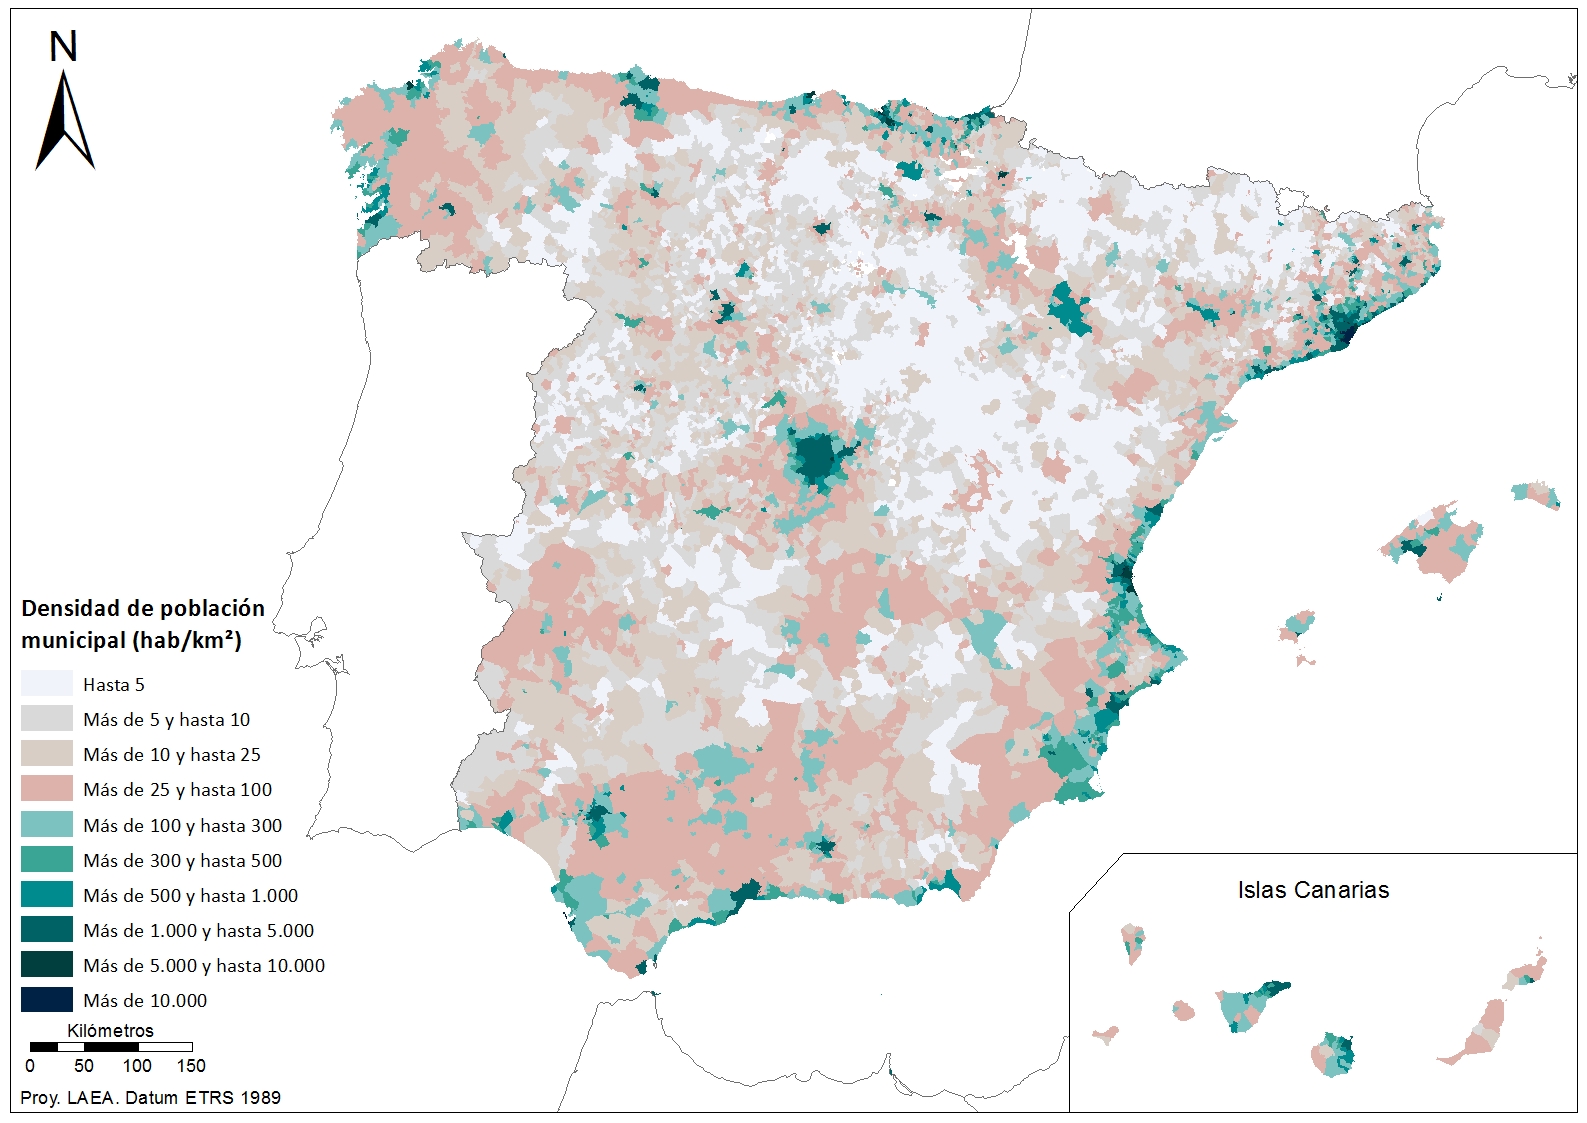 N
Densidad de población
municipal (hab/km²)
Hasta 5
Más de 5 y hasta 10
Más de 10 y hasta 25
Más de 25 y hasta 100
Más de 100 y hasta 300
Más de 300 y hasta 500
Más de 500 y hasta 1.000
Más de 1.000 y hasta 5.000
Más de 5.000 y hasta 10.000
Más de 10.000
Kilómetros
0 50 100 150
Proy. LAEA. Datum ETRS 1989
Islas Canarias